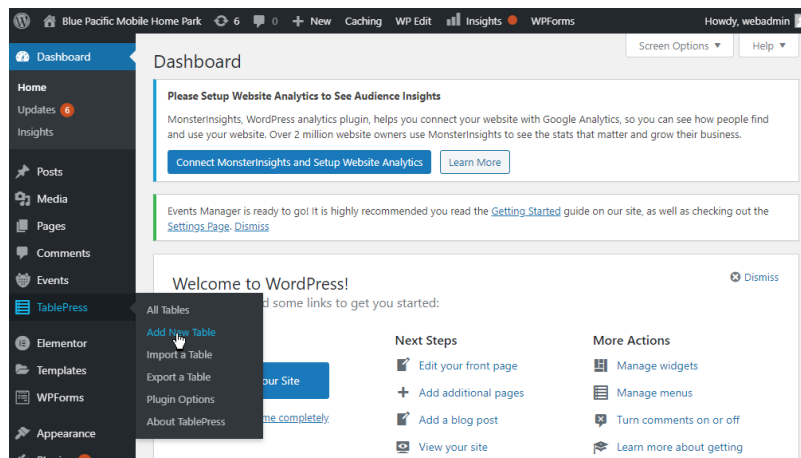 Blue Pacific Mobile Home Park 6 0 + New Caching WP Edit Insights WPForms Howdy, webadmin
Screen Options ▼ Help ▼
Dashboard
Home
Updates 6
Insights
Posts
Media
Pages
Comments
Events
TablePress
Elementor
Templates
WPForms
Appearance
All Tables
Add New Table
Import a Table
Export a Table
Plugin Options
About TablePress
Dashboard
Please Setup Website Analytics to See Audience Insights
MonsterInsights, WordPress analytics plugin, helps you connect your website with Google Analytics, so you can see how people find
and use your website. Over 2 million website owners use MonsterInsights to see the stats that matter and grow their business.
Connect MonsterInsights and Setup Website Analytics Learn More
Events Manager is ready to go! It is highly recommended you read the Getting Started guide on our site, as well as checking out the
Settings Page. Dismiss
Welcome to WordPress! Dismiss
d some links to get you started:
our Site
me completely
Next Steps
Edit your front page
Add additional pages
Add a blog post
View your site
More Actions
Manage widgets
Manage menus
Turn comments on or off
Learn more about getting